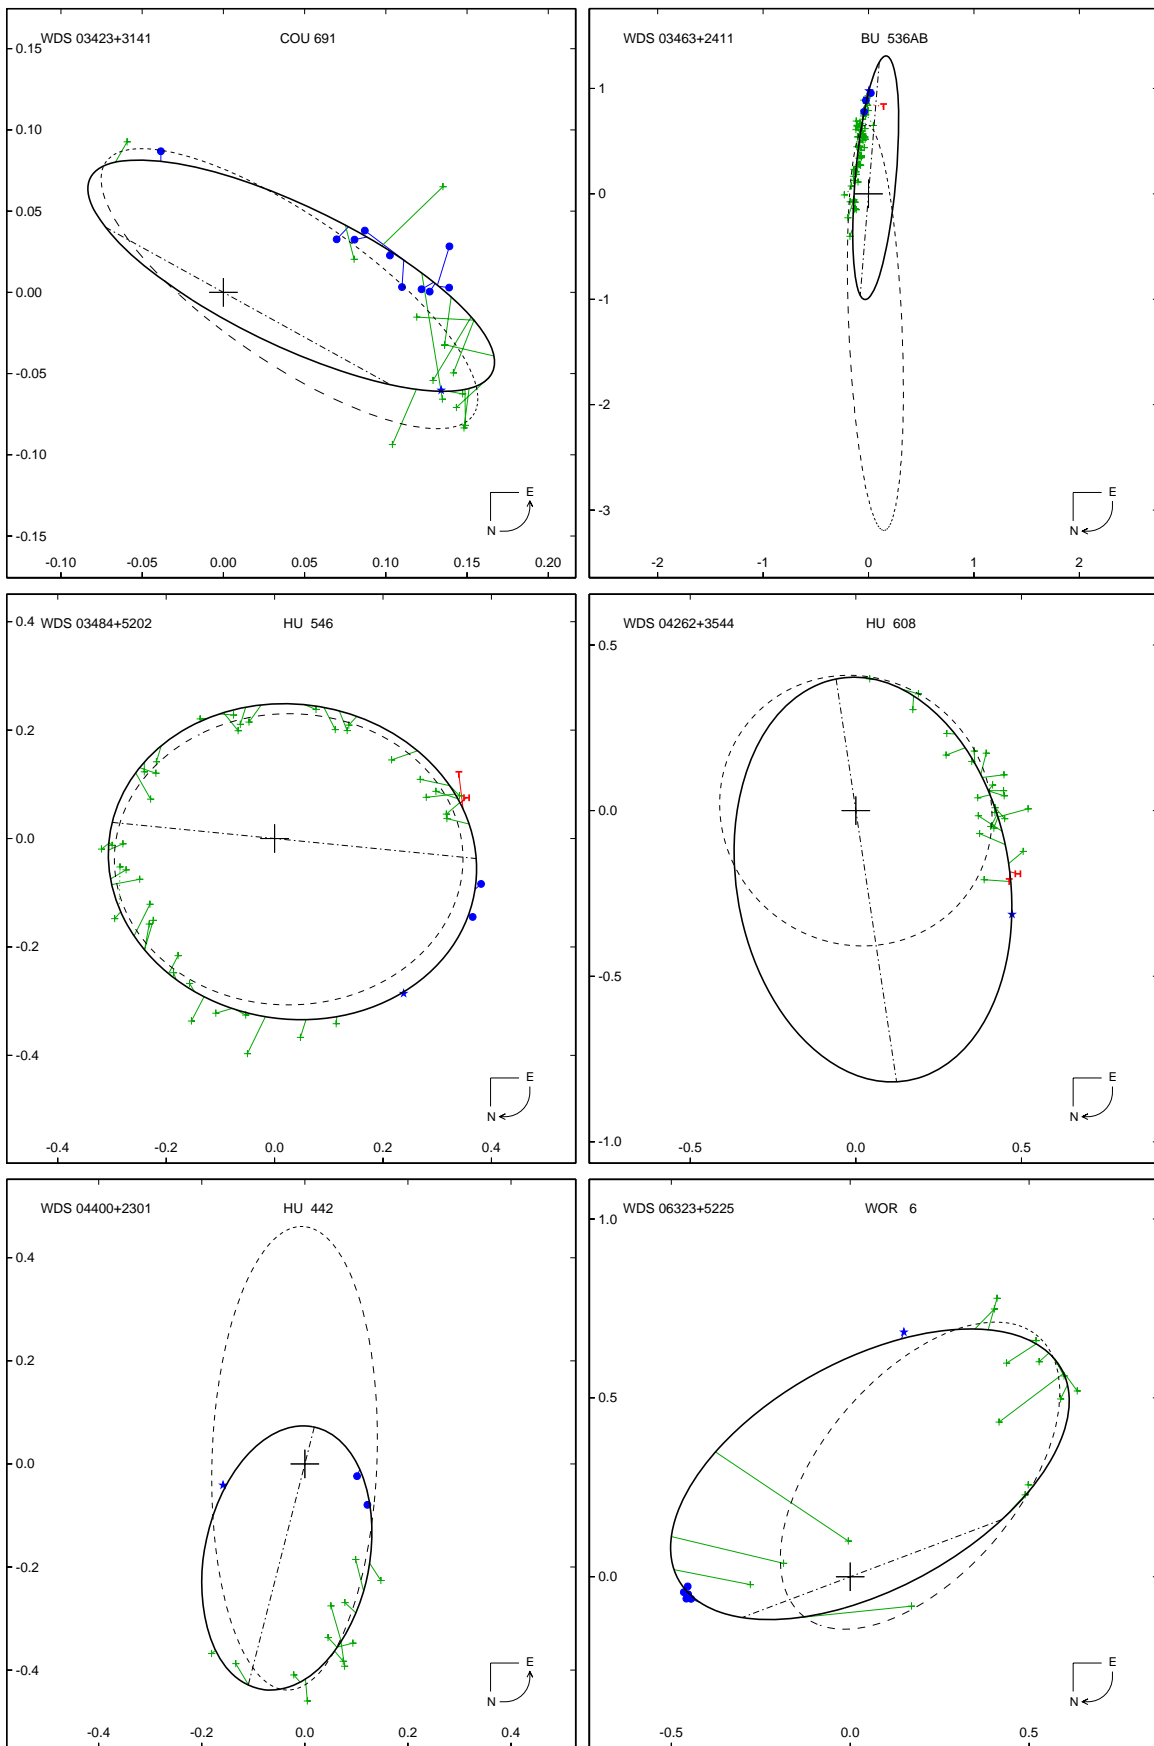 WDS 03423+3141 COU 691
0.15
0.10
0.05
0.00
-0.05
-0.10
-0.15
-0.10 -0.05 0.00 0.05 0.10 0.15 0.20
E
N
WDS 03463+2411 BU 536AB
1
0
-1
-2
-3
-2 -1 0 1 2
E
N
WDS 03484+5202 HU 546
0.4
0.2
0.0
-0.2
-0.4
-0.4 -0.2 0.0 0.2 0.4
E
N
WDS 04262+3544 HU 608
0.5
0.0
-0.5
-1.0
-0.5 0.0 0.5
E
N
WDS 04400+2301 HU 442
0.4
0.2
0.0
-0.2
-0.4
-0.4 -0.2 0.0 0.2 0.4
E
N
WDS 06323+5225 WOR 6
1.0
0.5
0.0
-0.5 0.0 0.5
E
N